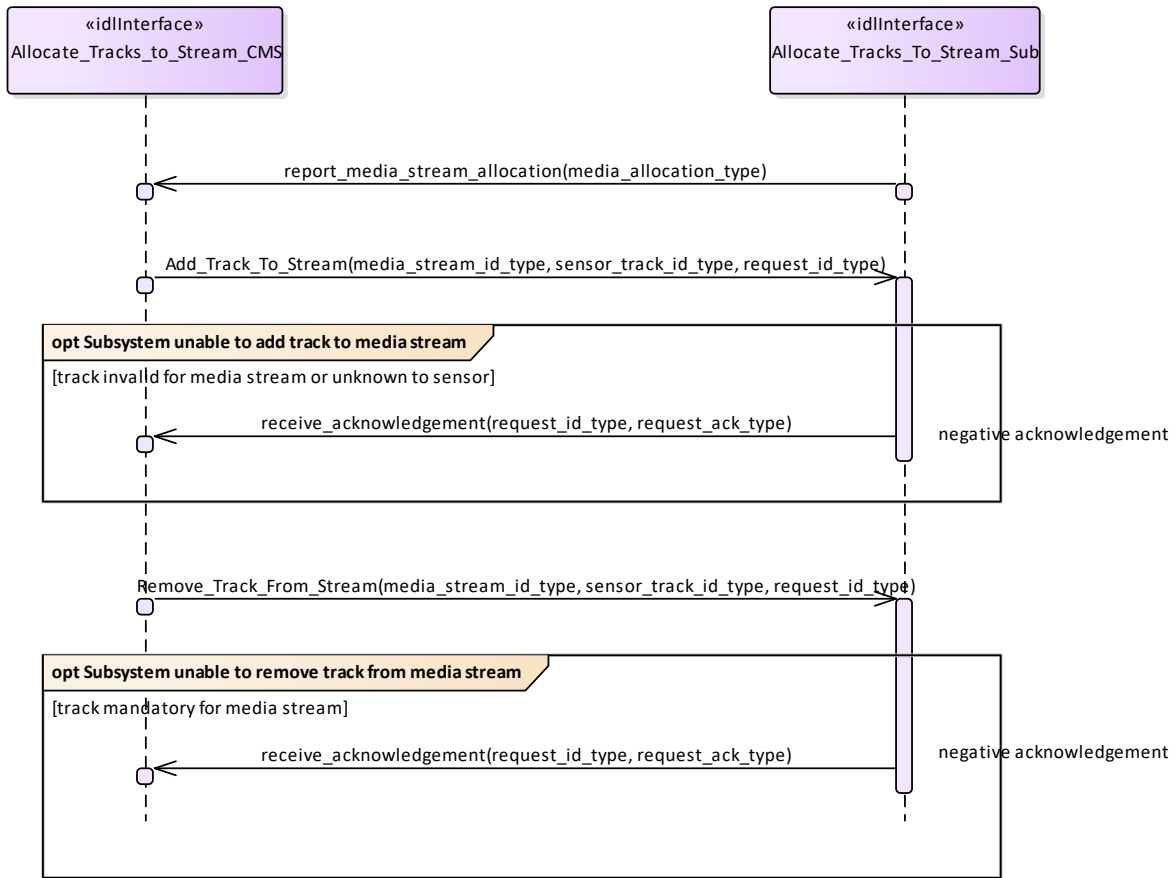 «idlInterface»
Allocate_Tracks_to_Stream_CMS
«idlInterface»
Allocate_Tracks_To_Stream_Sub
report_media_stream_allocation(media_allocation_type)
Add_Track_To_Stream(media_stream_id_type, sensor_track_id_type, request_id_type)
opt Subsystem unable to add track to media stream
[track invalid for media stream or unknown to sensor]
receive_acknowledgement(request_id_type, request_ack_type)
negative acknowledgement
Remove_Track_From_Stream(media_stream_id_type, sensor_track_id_type, request_id_type)
opt Subsystem unable to remove track from media stream
[track mandatory for media stream]
receive_acknowledgement(request_id_type, request_ack_type)
negative acknowledgement